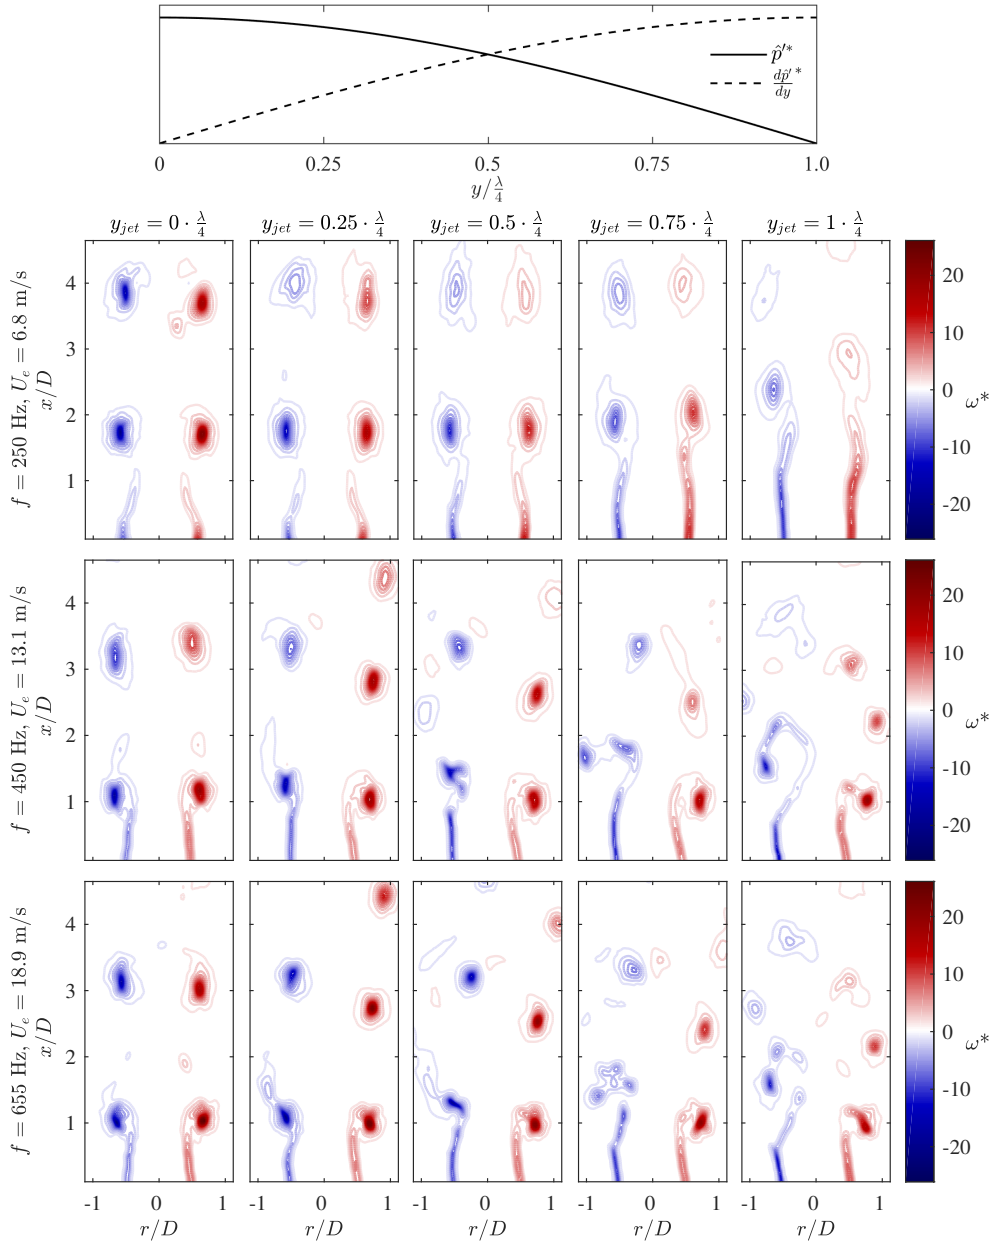 p̂′*
dp̂′/dy *
0 0.25 0.5 0.75 1.0
y/λ/4
y_jet = 0 · λ/4 y_jet = 0.25 · λ/4 y_jet = 0.5 · λ/4 y_jet = 0.75 · λ/4 y_jet = 1 · λ/4
f = 250 Hz, U_e = 6.8 m/s
x/D
4
3
2
1
20
10
0
-10
-20
ω*
f = 450 Hz, U_e = 13.1 m/s
x/D
4
3
2
1
20
10
0
-10
-20
ω*
f = 655 Hz, U_e = 18.9 m/s
x/D
4
3
2
1
20
10
0
-10
-20
ω*
-1 0 1 -1 0 1 -1 0 1 -1 0 1 -1 0 1
r/D r/D r/D r/D r/D